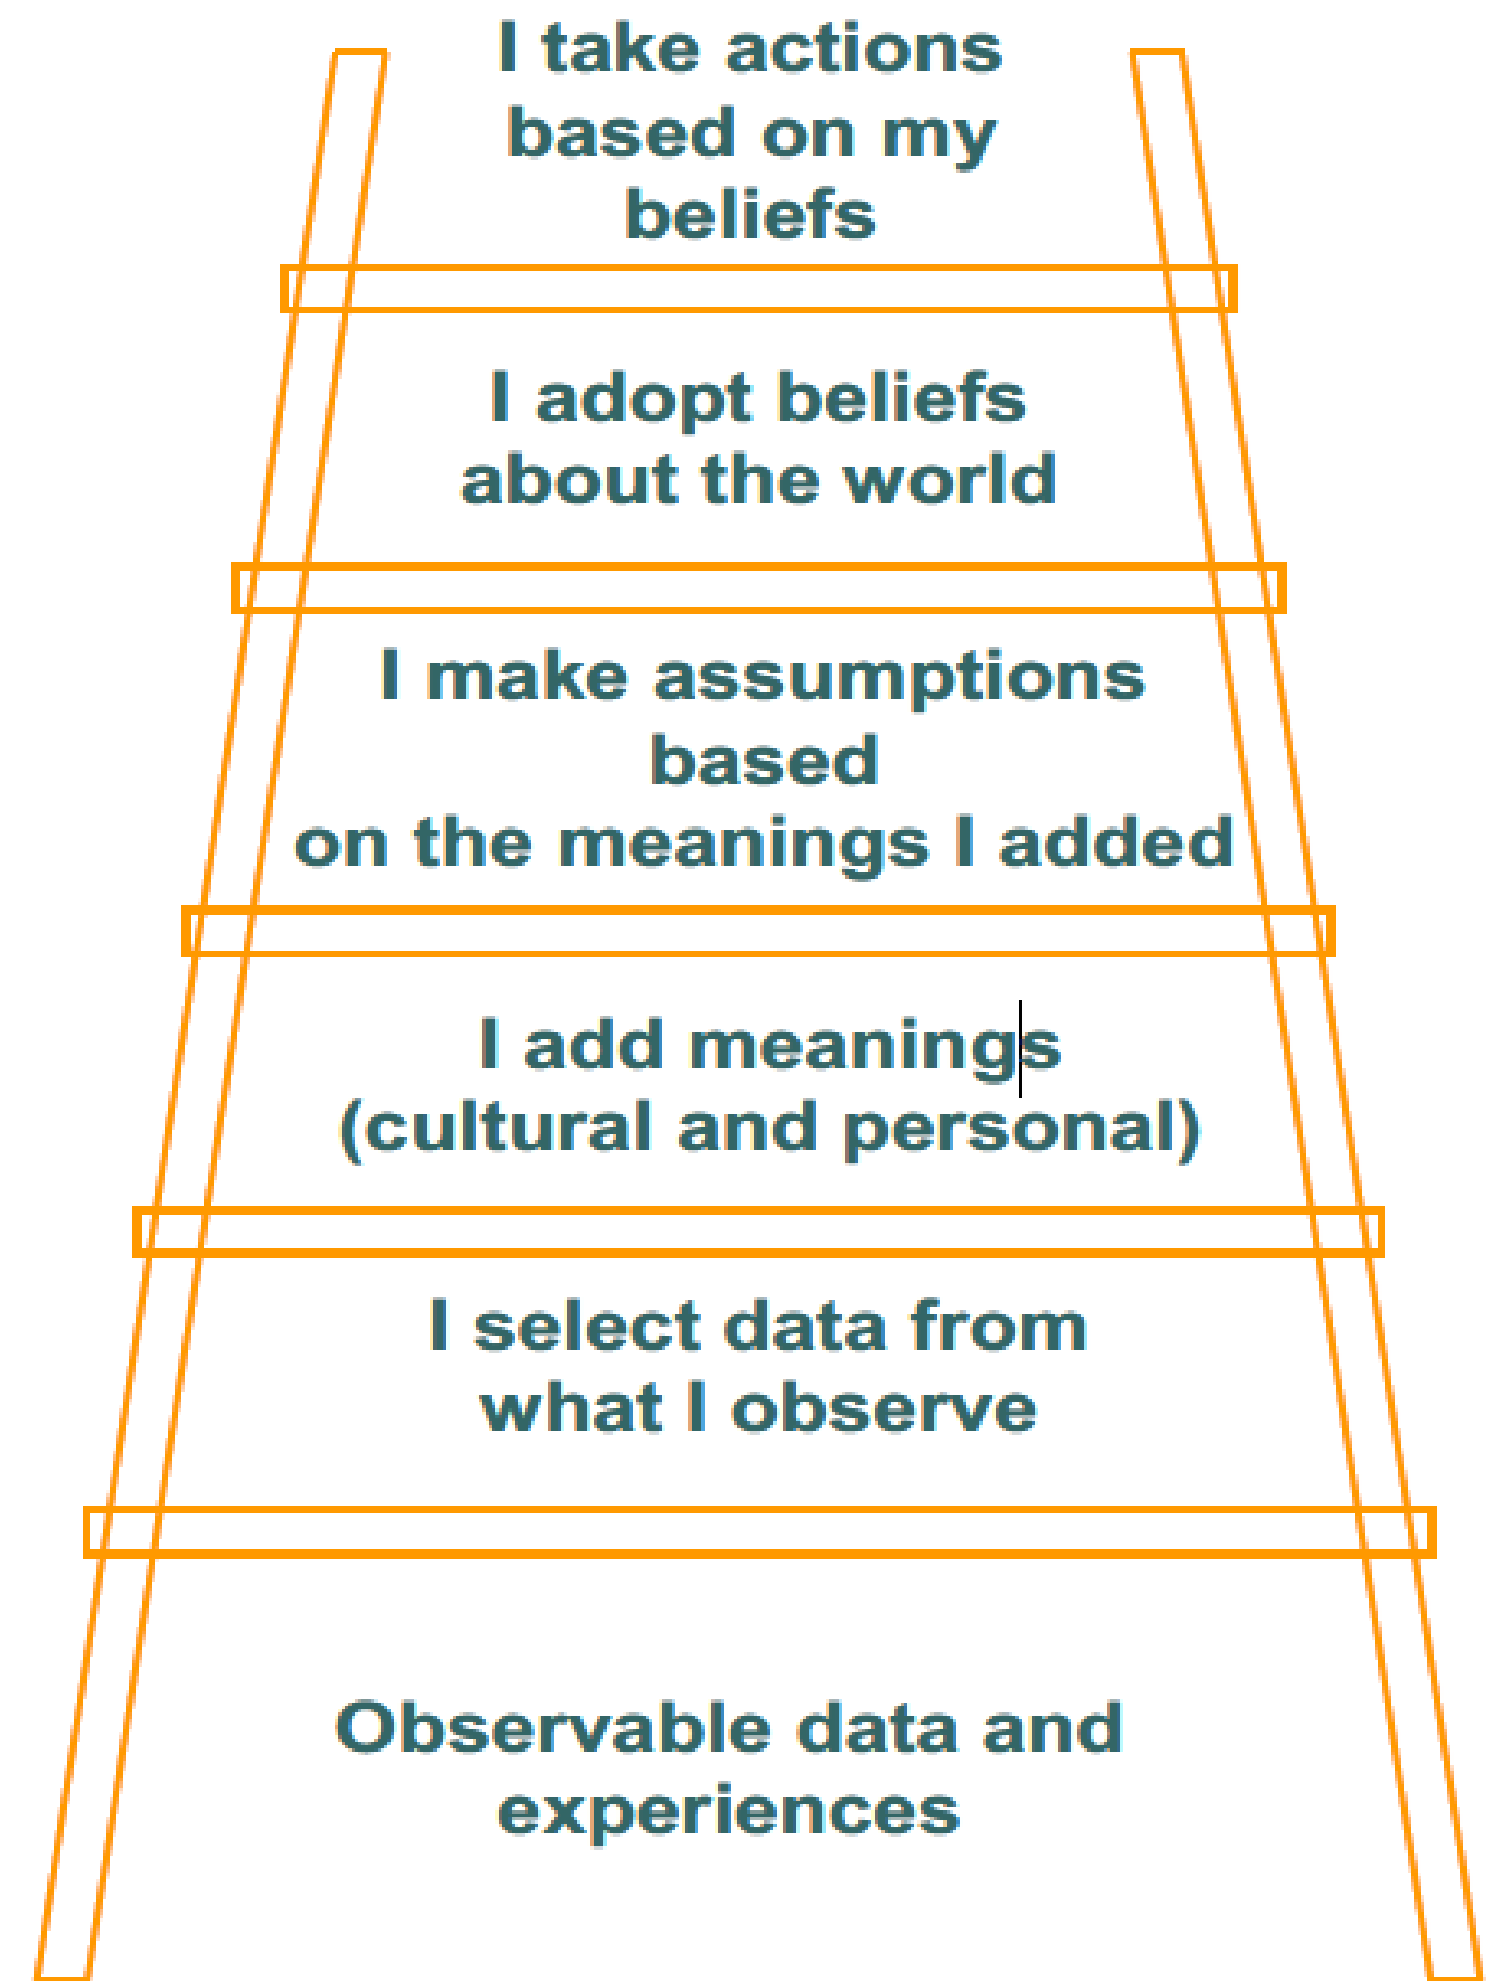 I take actions
based on my
beliefs
I adopt beliefs
about the world
I make assumptions
based
on the meanings I added
I add meanings
(cultural and personal)
I select data from
what I observe
Observable data and
experiences